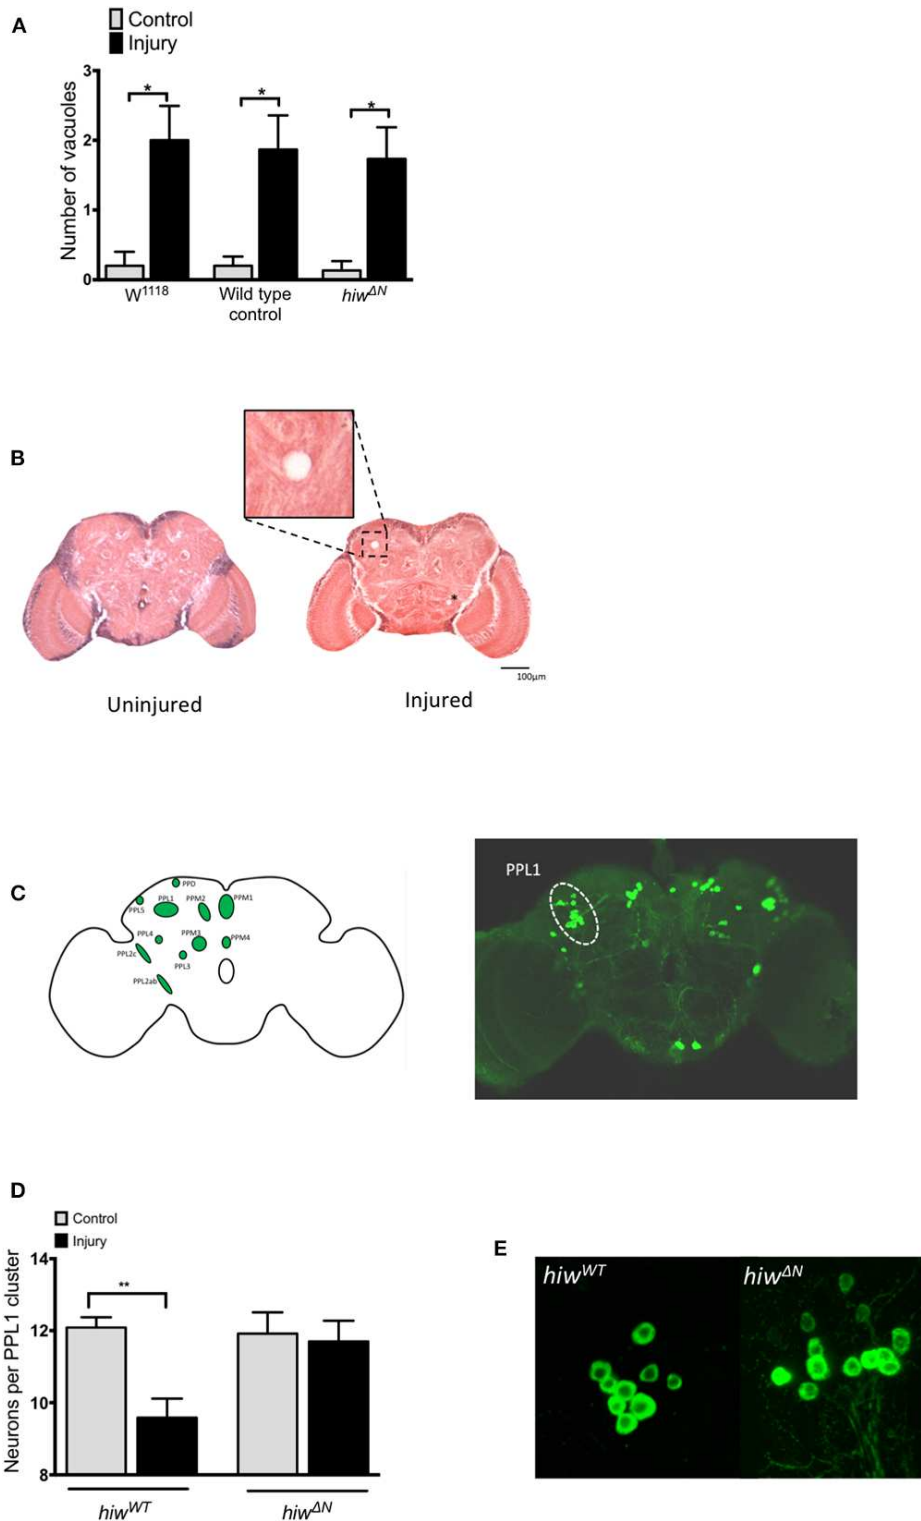 A
Control
Injury
Number of vacuoles
3
2
1
0
*
*
*
W1118
Wild type
control
hiwΔN
B
*
100μm
Uninjured
Injured
C
PPD
PPL5
PPL1
PPM2
PPM1
PPL4
PPM3
PPM4
PPL2c
PPL3
PPL2ab
PPL1
D
Control
Injury
Neurons per PPL1 cluster
14
12
10
8
**
hiwWT
hiwΔN
E
hiwWT
hiwΔN